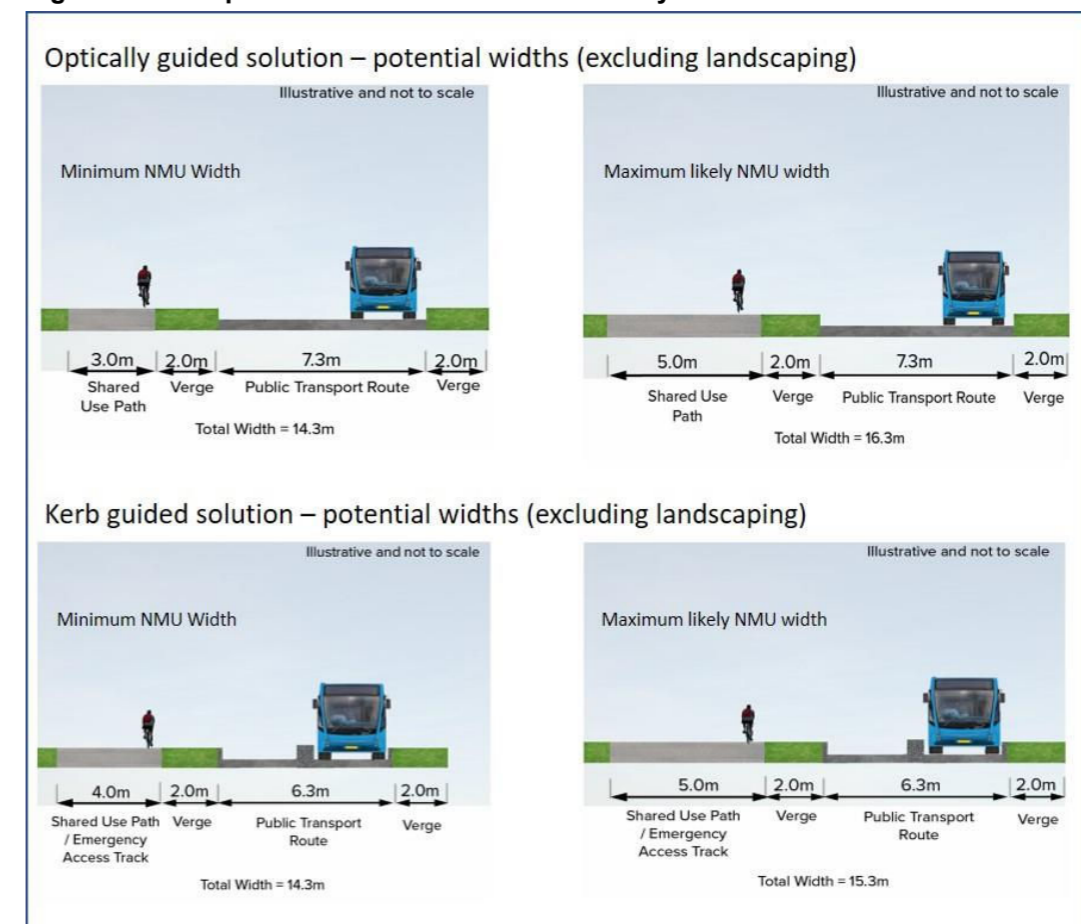 Optically guided solution – potential widths (excluding landscaping)
Illustrative and not to scale
Minimum NMU Width
3.0m 2.0m 7.3m 2.0m
Shared Use Path
Verge
Public Transport Route
Verge
Total Width = 14.3m
Illustrative and not to scale
Maximum likely NMU width
5.0m 2.0m 7.3m 2.0m
Shared Use
Path
Verge
Public Transport Route
Verge
Total Width = 16.3m
Kerb guided solution – potential widths (excluding landscaping)
Illustrative and not to scale
Minimum NMU Width
4.0m 2.0m 6.3m 2.0m
Shared Use Path
/ Emergency
Access Track
Verge
Public Transport
Route
Verge
Total Width = 14.3m
Illustrative and not to scale
Maximum likely NMU width
5.0m 2.0m 6.3m 2.0m
Shared Use Path
/ Emergency
Access Track
Verge
Public Transport
Route
Verge
Total Width = 15.3m